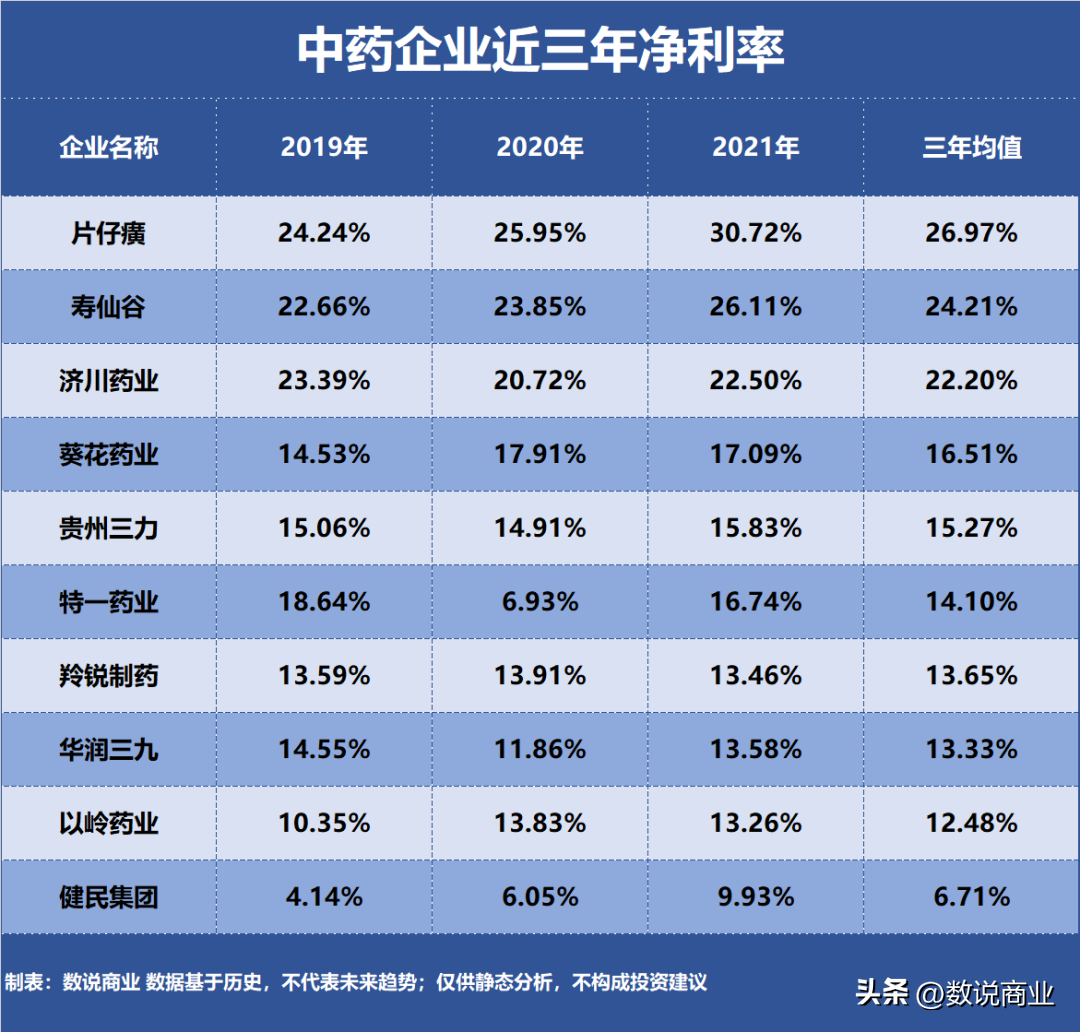 中药企业近三年净利率
企业名称 2019年 2020年 2021年 三年均值
片仔癀 24.24% 25.95% 30.72% 26.97%
寿仙谷 22.66% 23.85% 26.11% 24.21%
济川药业 23.39% 20.72% 22.50% 22.20%
葵花药业 14.53% 17.91% 17.09% 16.51%
贵州三力 15.06% 14.91% 15.83% 15.27%
特一药业 18.64% 6.93% 16.74% 14.10%
羚锐制药 13.59% 13.91% 13.46% 13.65%
华润三九 14.55% 11.86% 13.58% 13.33%
以岭药业 10.35% 13.83% 13.26% 12.48%
健民集团 4.14% 6.05% 9.93% 6.71%
制表：数说商业 数据基于历史，不代表未来趋势；仅供静态分析，不构成投资建议
头条 @数说商业